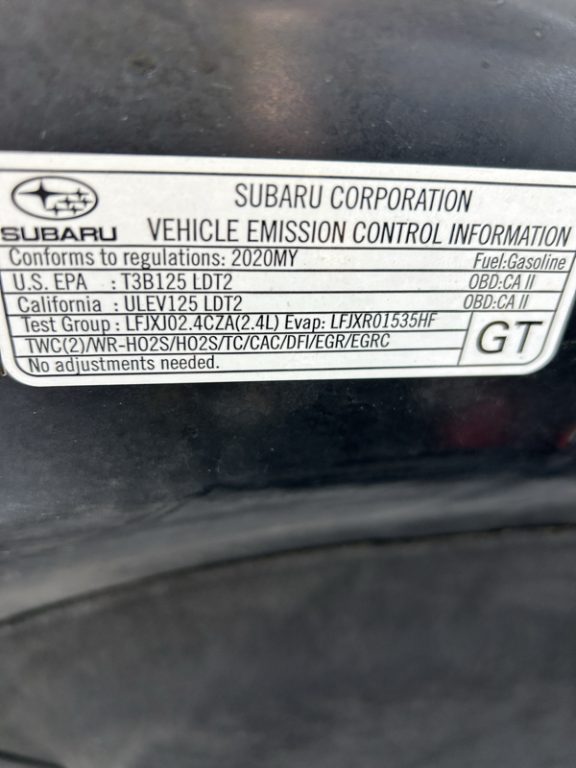 SUBARU
SUBARU CORPORATION
VEHICLE EMISSION CONTROL INFORMATION
Conforms to regulations: 2020MY Fuel:Gasoline
U.S. EPA : T3B125 LDT2 OBD:CA II
California : ULEV125 LDT2 OBD:CA II
Test Group : LFJXJ02.4CZA(2.4L) Evap: LFJXR01535HF
TWC(2)/WR-HO2S/HO2S/TC/CAC/DFI/EGR/EGRC
No adjustments needed.
GT